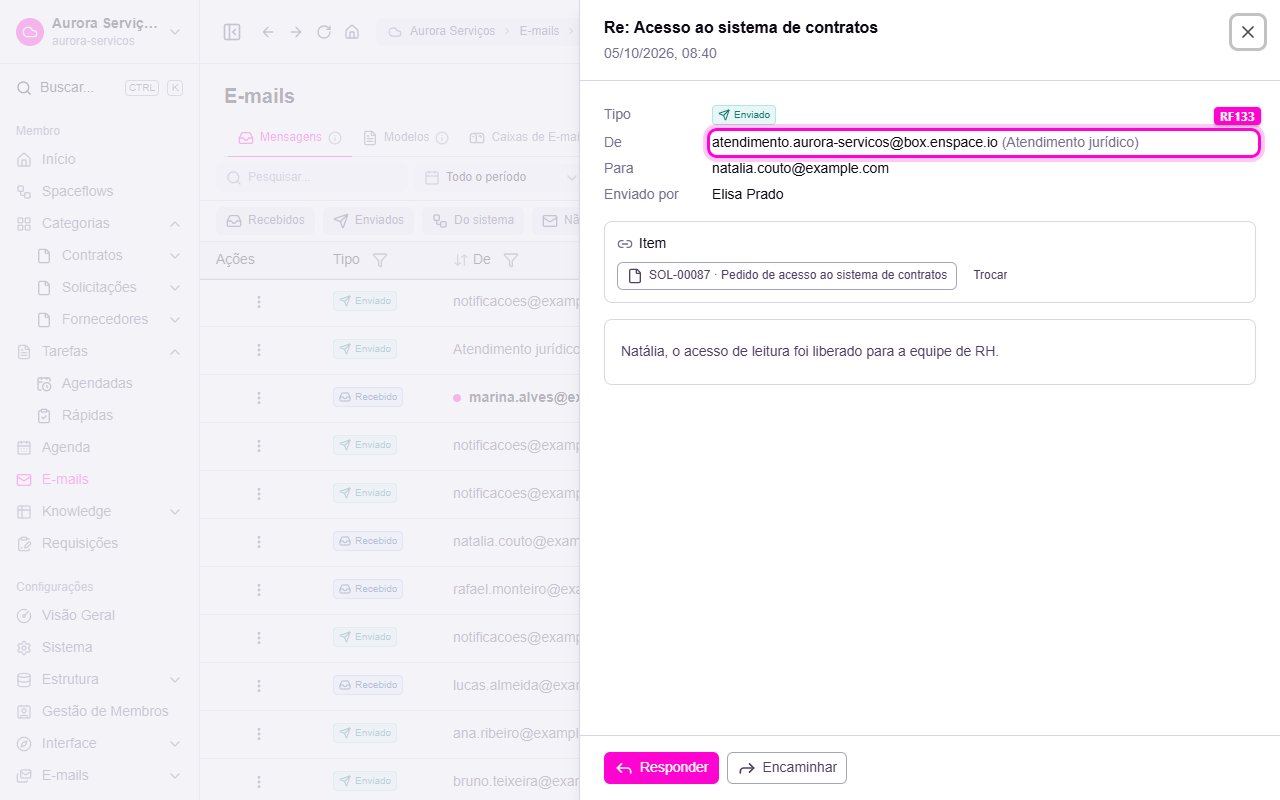 Aurora Serviç...
aurora-servicos
Buscar... CTRL K
Membro
Início
Spaceflows
Categorias
Contratos
Solicitações
Fornecedores
Tarefas
Agendadas
Rápidas
Agenda
E-mails
Knowledge
Requisições
Configurações
Visão Geral
Sistema
Estrutura
Gestão de Membros
Interface
E-mails
Aurora Serviços E-mails
E-mails
Mensagens Modelos Caixas de E-mai
Pesquisar... Todo o período
Recebidos Enviados Do sistema Nã
Ações Tipo De
Enviado notificacoes@examp
Enviado Atendimento jurídico
Recebido marina.alves@ex
Enviado notificacoes@examp
Enviado notificacoes@examp
Recebido natalia.couto@exam
Recebido rafael.monteiro@exa
Enviado notificacoes@examp
Recebido lucas.almeida@exan
Enviado ana.ribeiro@exampl
Enviado bruno.teixeira@exam
Re: Acesso ao sistema de contratos
05/10/2026, 08:40
Tipo Enviado
RF133
De atendimento.aurora-servicos@box.enspace.io (Atendimento jurídico)
Para natalia.couto@example.com
Enviado por Elisa Prado
Item
SOL-00087 · Pedido de acesso ao sistema de contratos Trocar
Natália, o acesso de leitura foi liberado para a equipe de RH.
Responder Encaminhar